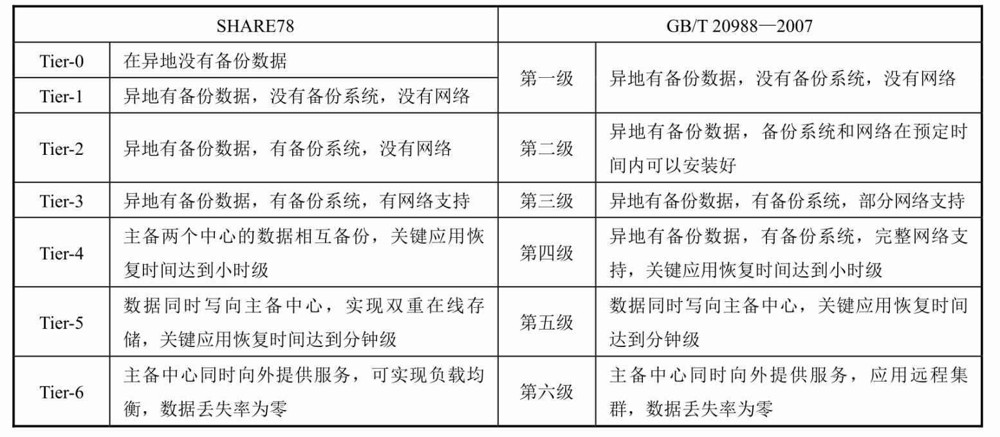 SHARE78
GB/T 20988—2007
Tier-0
在异地没有备份数据
第一级
异地有备份数据，没有备份系统，没有网络
Tier-1
异地有备份数据，没有备份系统，没有网络
Tier-2
异地有备份数据，有备份系统，没有网络
第二级
异地有备份数据，备份系统和网络在预定时
间内可以安装好
Tier-3
异地有备份数据，有备份系统，有网络支持
第三级
异地有备份数据，有备份系统，部分网络支持
Tier-4
主备两个中心的数据相互备份，关键应用恢
复时间达到小时级
第四级
异地有备份数据，有备份系统，完整网络支
持，关键应用恢复时间达到小时级
Tier-5
数据同时写向主备中心，实现双重在线存
储，关键应用恢复时间达到分钟级
第五级
数据同时写向主备中心，关键应用恢复时间
达到分钟级
Tier-6
主备中心同时向外提供服务，可实现负载均
衡，数据丢失率为零
第六级
主备中心同时向外提供服务，应用远程集
群，数据丢失率为零